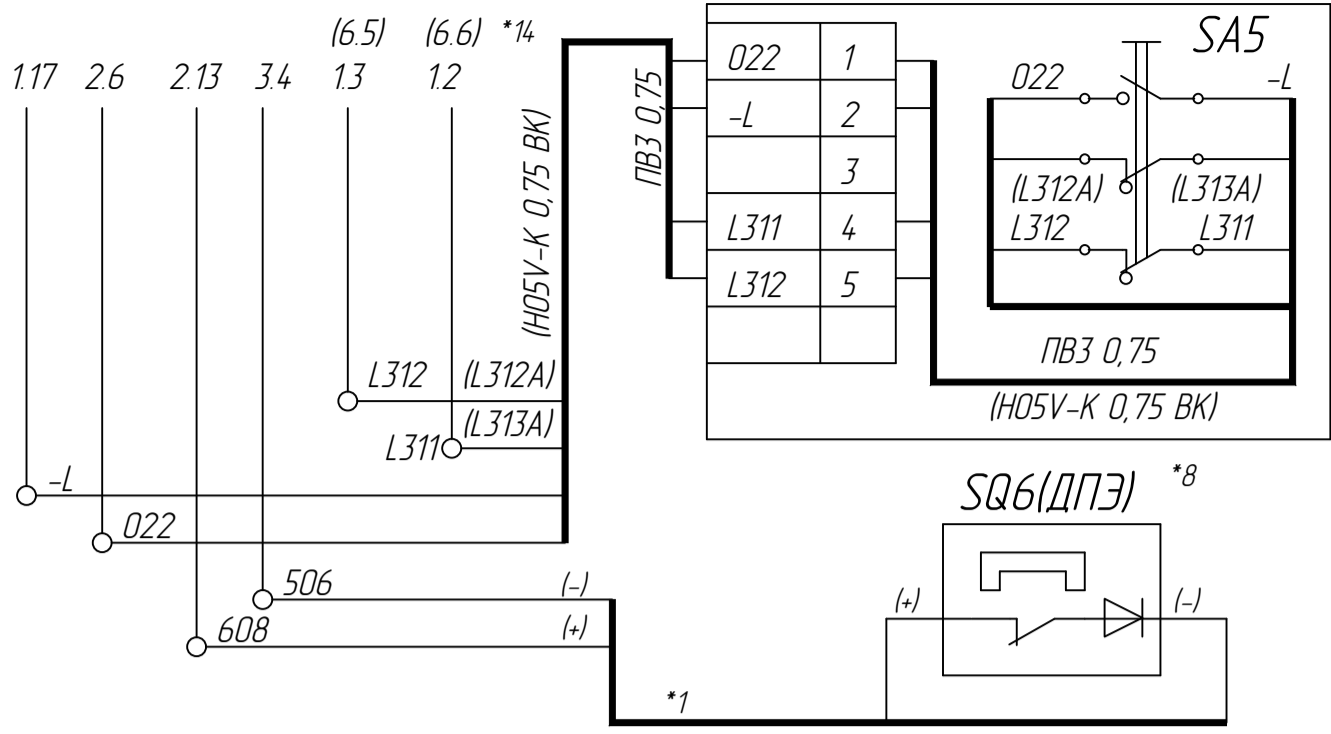 (6.5) (6.6) *14
1.17 2.6 2.13 3.4 1.3 1.2
(H05V-K 0,75 BK)
ПВ3 0,75
022 1
-L 2
3
L311 4
L312 5
SA5
022 -L
(L312A) (L313A)
L312 L311
ПВ3 0,75
(H05V-K 0,75 BK)
L312 (L312A)
L311 (L313A)
-L
022
506 (-)
608 (+)
*1
SQ6(ДПЭ) *8
(+) (-)